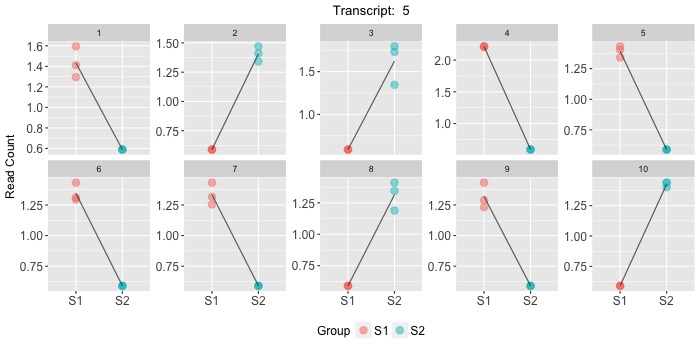 Transcript: 5
1 2 3 4 5
1.6 1.50 2.0 1.25
1.4 1.25 1.5
1.2 1.00 1.5 1.00
1.0 0.75 1.0 1.0 0.75
0.8
0.6
Read Count
6 7 8 9 10
1.25 1.25 1.25 1.25 1.25
1.00 1.00 1.00 1.00 1.00
0.75 0.75 0.75 0.75 0.75
S1 S2 S1 S2 S1 S2 S1 S2 S1 S2
Group S1 S2